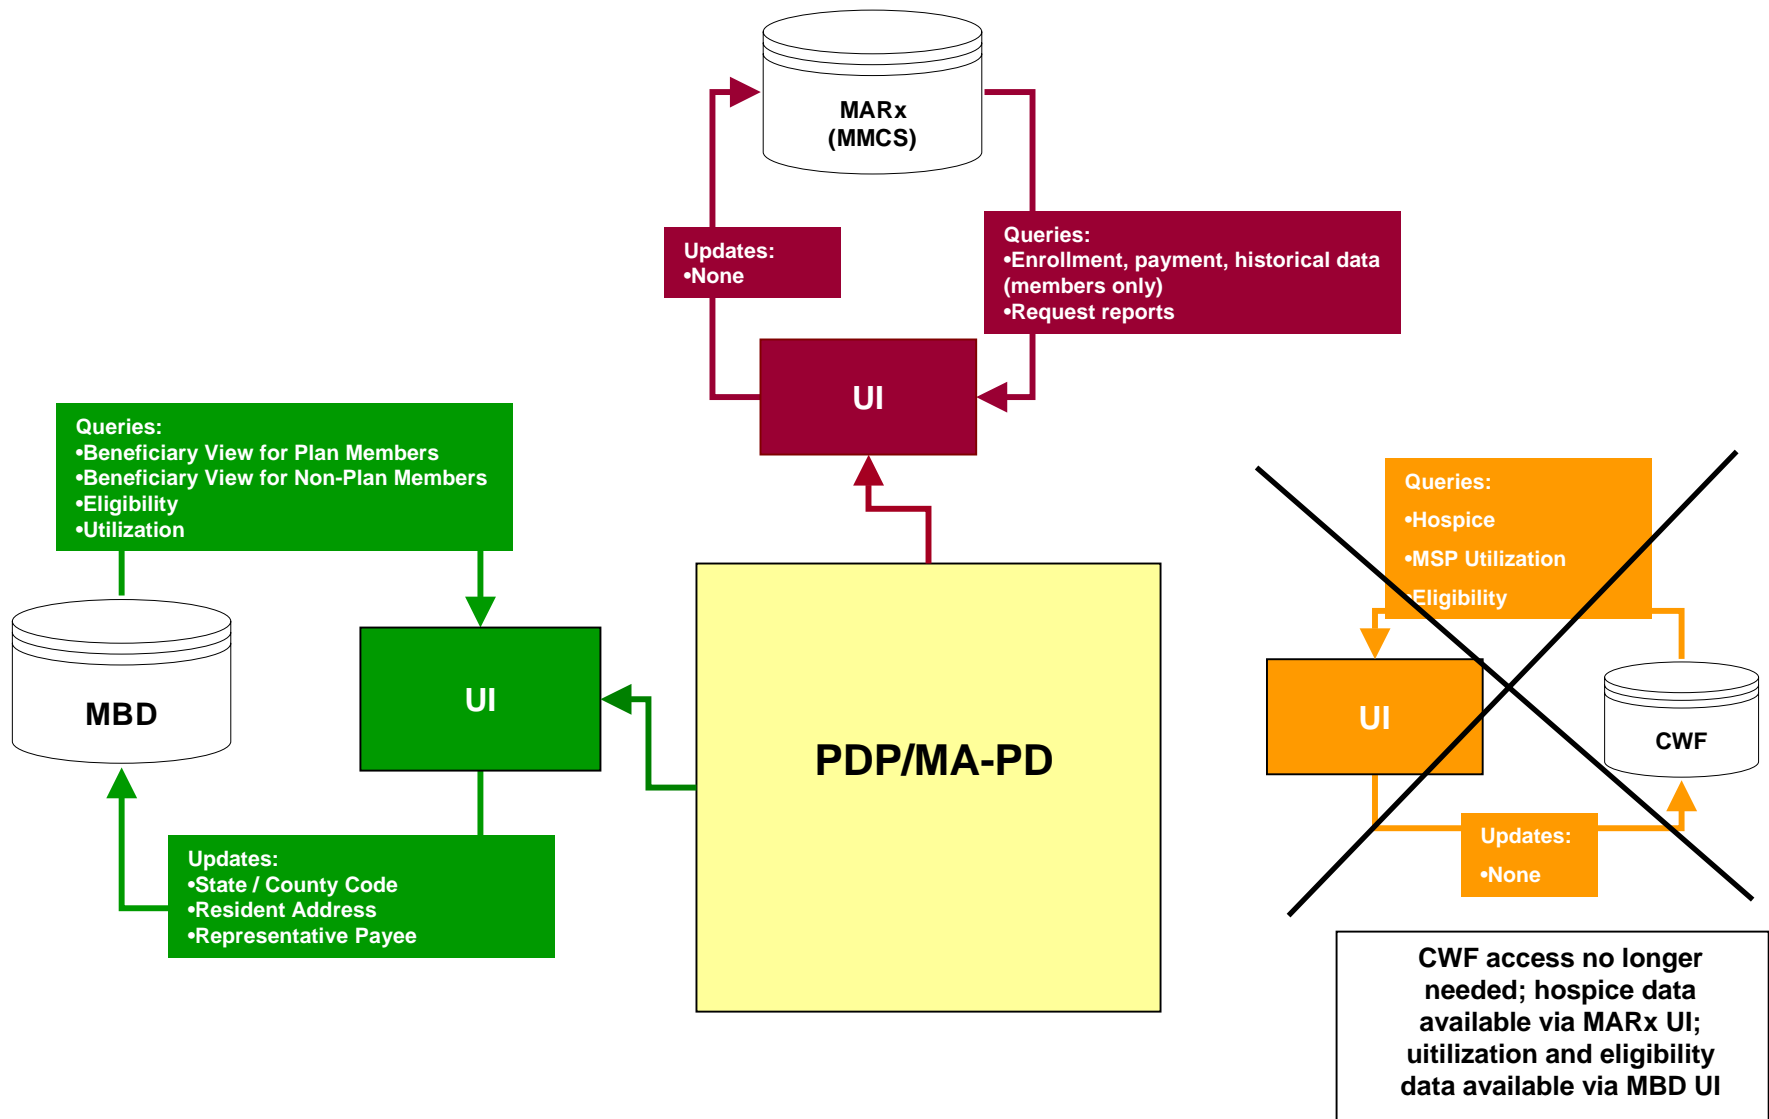 MARx
(MMCS)
Updates:
•None
Queries:
•Enrollment, payment, historical data
(members only)
•Request reports
UI
Queries:
•Beneficiary View for Plan Members
•Beneficiary View for Non-Plan Members
•Eligibility
•Utilization
MBD
UI
Updates:
•State / County Code
•Resident Address
•Representative Payee
PDP/MA-PD
Queries:
•Hospice
•MSP Utilization
•Eligibility
UI
CWF
Updates:
•None
CWF access no longer
needed; hospice data
available via MARx UI;
uitilization and eligibility
data available via MBD UI